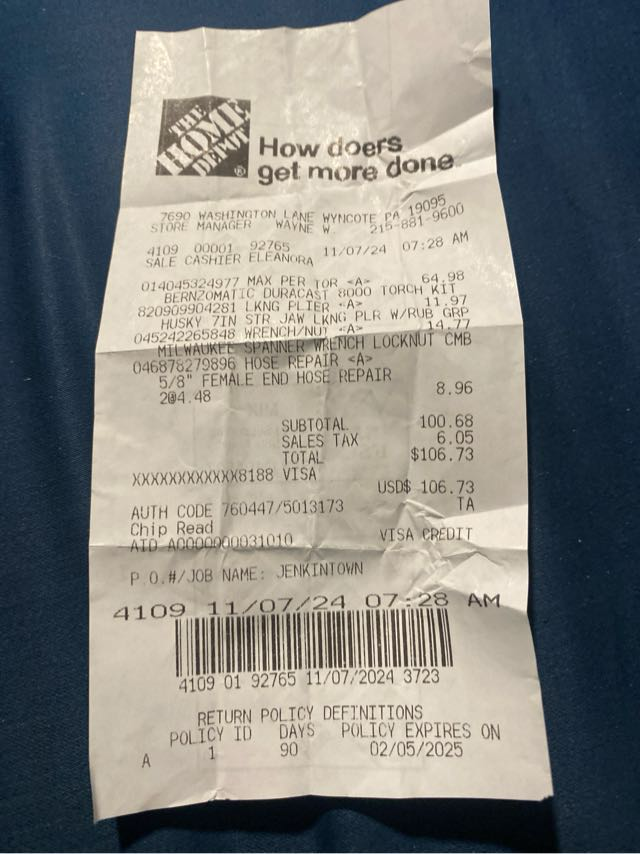 THE
HOME
DEPOT
®
How doers
get more done.
7690 WASHINGTON LANE WYNCOTE PA 19095
STORE MANAGER WAYNE W. 215-881-9600
4109 00001 92765 11/07/24 07:28 AM
SALE CASHIER ELEANORA
014045324977 MAX PER TOR <A> 64.98
BERNZOMATIC DURACAST 8000 TORCH KIT
820909904281 LKNG PLIER <A> 11.97
HUSKY 7IN STR JAW LKNG PLR W/RUB GRP
045242265848 WRENCH/NUT <A> 14.77
MILWAUKEE SPANNER WRENCH LOCKNUT CMB
046878279896 HOSE REPAIR <A>
5/8" FEMALE END HOSE REPAIR
2@4.48 8.96
SUBTOTAL 100.68
SALES TAX 6.05
TOTAL $106.73
XXXXXXXXXXXX8188 VISA
USD$ 106.73
AUTH CODE 760447/5013173 TA
Chip Read
AID A0000000031010 VISA CREDIT
P.O.#/JOB NAME: JENKINTOWN
4109 11/07/24 07:28 AM
4109 01 92765 11/07/2024 3723
RETURN POLICY DEFINITIONS
POLICY ID DAYS POLICY EXPIRES ON
A 1 90 02/05/2025